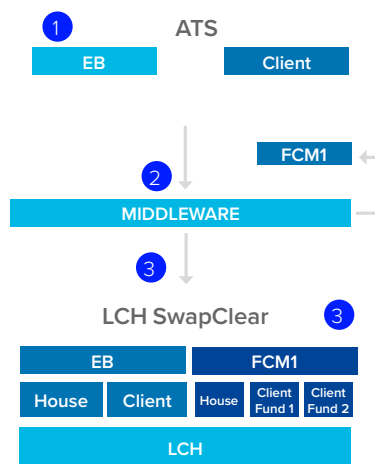 1
ATS
EB
Client
FCM1
2
MIDDLEWARE
3
LCH SwapClear
3
EB
FCM1
House
Client
House
Client
Fund 1
Client
Fund 2
LCH